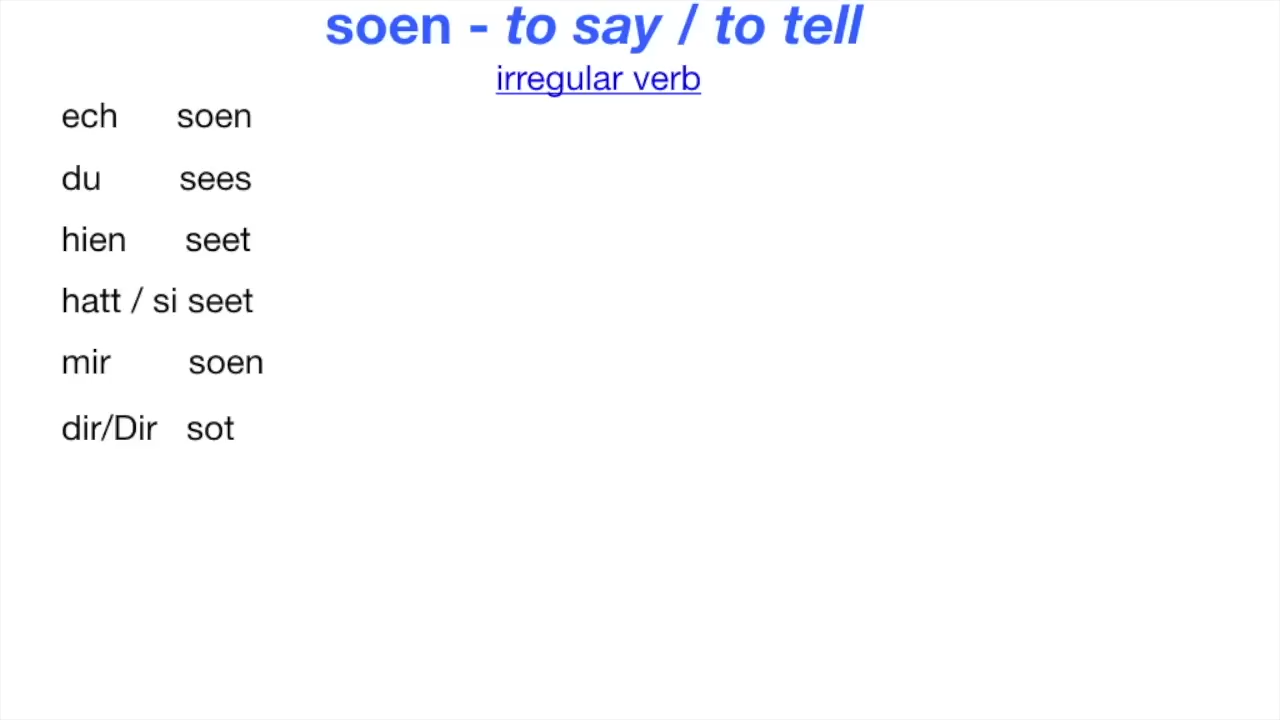 soen - to say / to tell
irregular verb
ech soen
du sees
hien seet
hatt / si seet
mir soen
dir/Dir sot